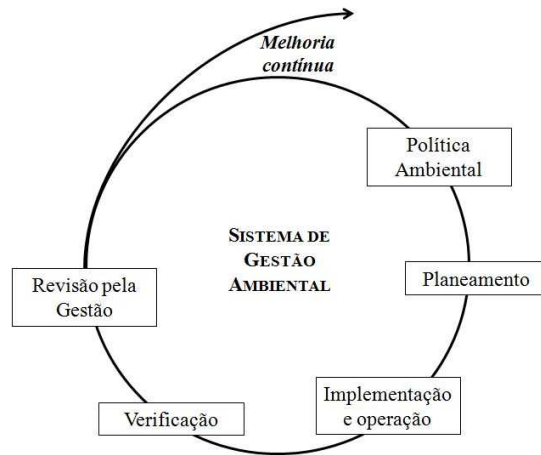 Melhoria
contínua
Política
Ambiental
SISTEMA DE
GESTÃO
AMBIENTAL
Planeamento
Revisão pela
Gestão
Implementação
e operação
Verificação